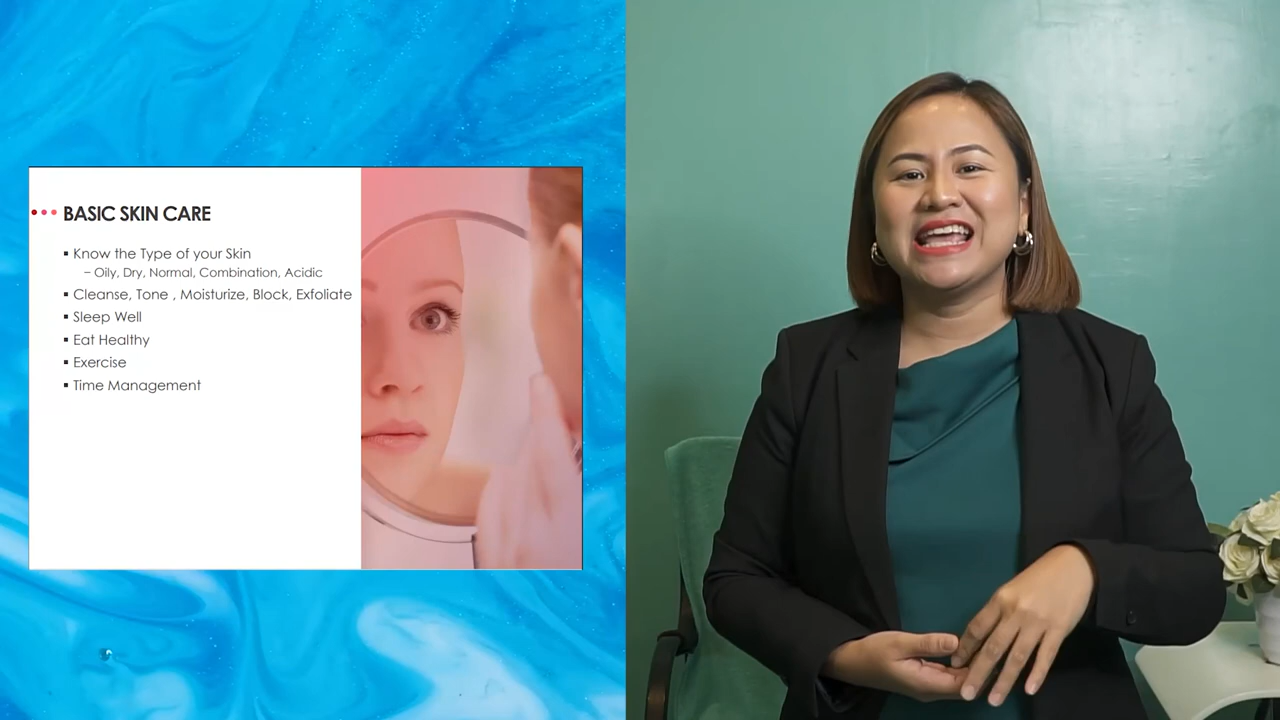 BASIC SKIN CARE
▪ Know the Type of your Skin
– Oily, Dry, Normal, Combination, Acidic
▪ Cleanse, Tone , Moisturize, Block, Exfoliate
▪ Sleep Well
▪ Eat Healthy
▪ Exercise
▪ Time Management